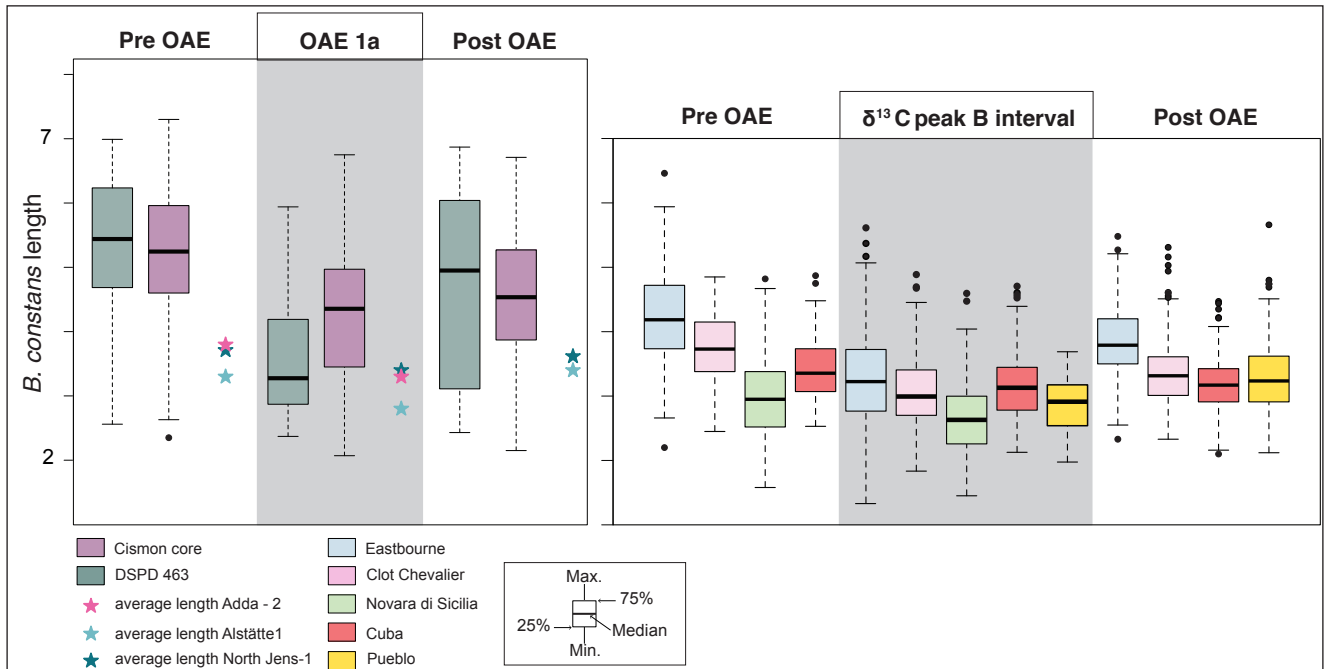 Pre OAE
OAE 1a
Post OAE
Pre OAE
δ¹³ C peak B interval
Post OAE
7
2
B. constans length
Cismon core
DSPD 463
average length Adda - 2
average length Alstätte1
average length North Jens-1
Eastbourne
Clot Chevalier
Novara di Sicilia
Cuba
Pueblo
Max.
75%
25%
Median
Min.